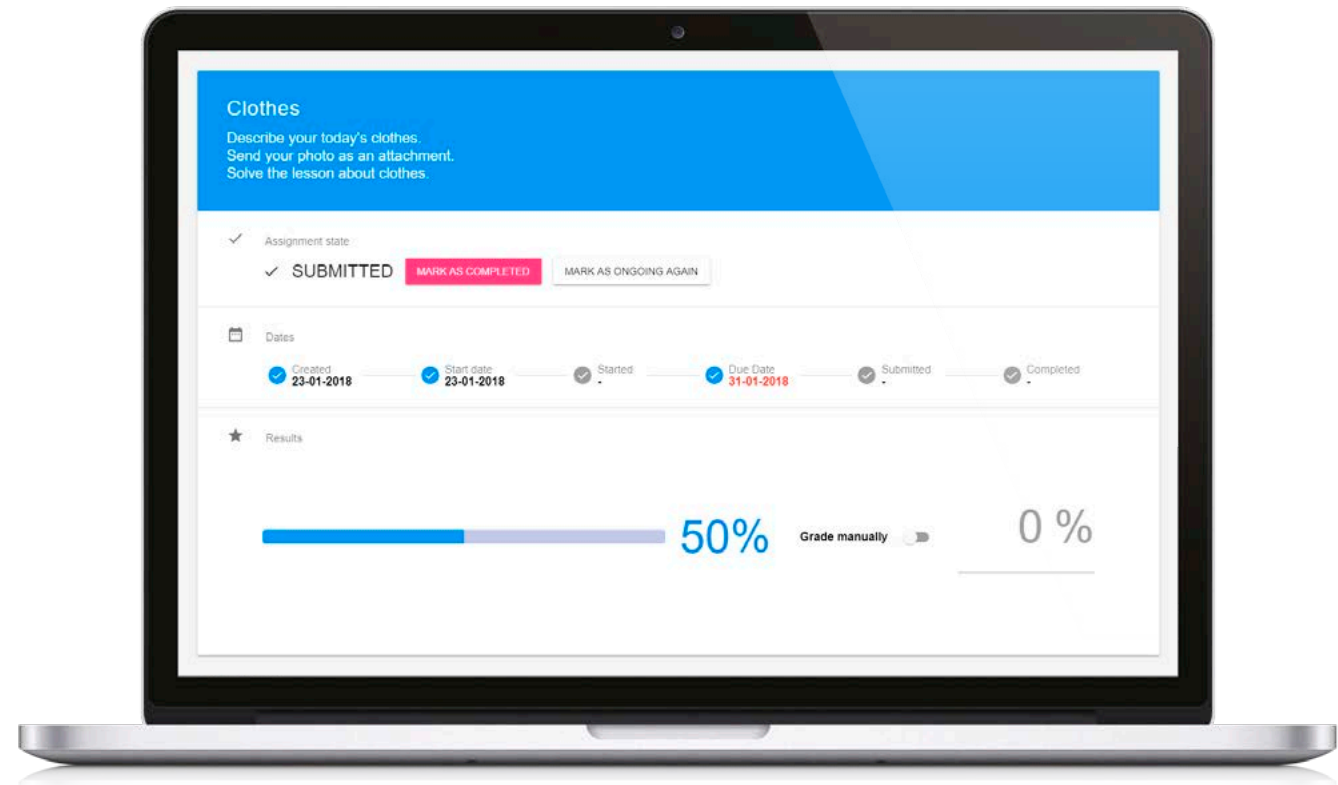 Clothes
Describe your today's clothes.
Send your photo as an attachment.
Solve the lesson about clothes.
Assignment state
SUBMITTED MARK AS COMPLETED MARK AS ONGOING AGAIN
Dates
Created Start date Started Due Date Submitted Completed
23-01-2018 23-01-2018 - 31-01-2018 - -
Results
50% Grade manually 0 %